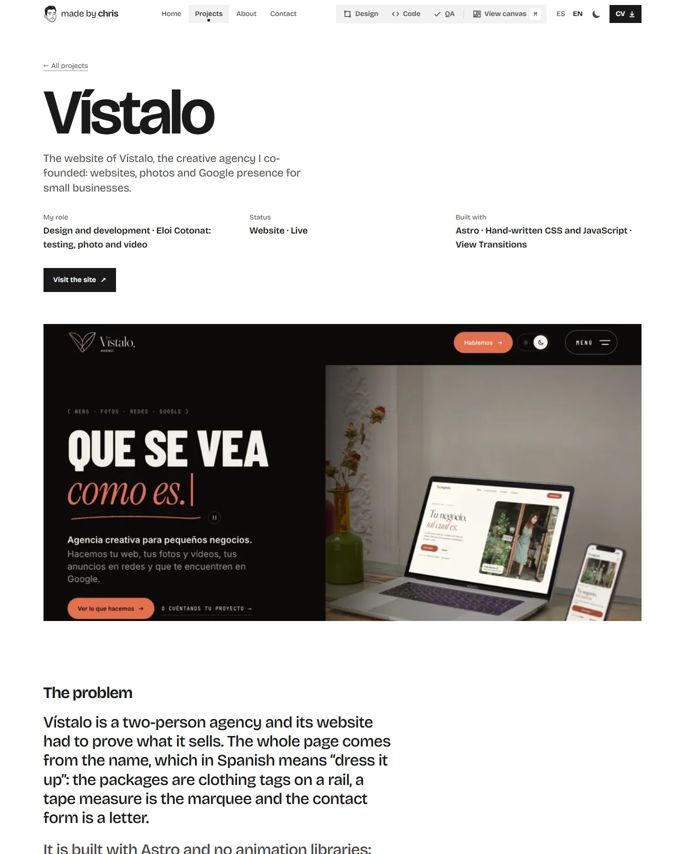 made by chris
Home
Projects
About
Contact
Design
Code
QA
View canvas
ES
EN
CV
← All projects
Vístalo
The website of Vístalo, the creative agency I co-
founded: websites, photos and Google presence for
small businesses.
My role
Design and development · Eloi Cotonat:
testing, photo and video
Status
Website · Live
Built with
Astro · Hand-written CSS and JavaScript ·
View Transitions
Visit the site ↗
Vístalo,
Hablemos →
MENÚ
( WEBS · FOTOS · REDES · GOOGLE )
QUE SE VEA
como es.
Agencia creativa para pequeños negocios.
Hacemos tu web, tus fotos y vídeos, tus
anuncios en redes y que te encuentren en
Google.
Ver lo que hacemos →
O CUÉNTANOS TU PROYECTO →
Tu negocio,
tal cual es.
The problem
Vístalo is a two-person agency and its website
had to prove what it sells. The whole page comes
from the name, which in Spanish means “dress it
up”: the packages are clothing tags on a rail, a
tape measure is the marquee and the contact
form is a letter.
It is built with Astro and no animation libraries: